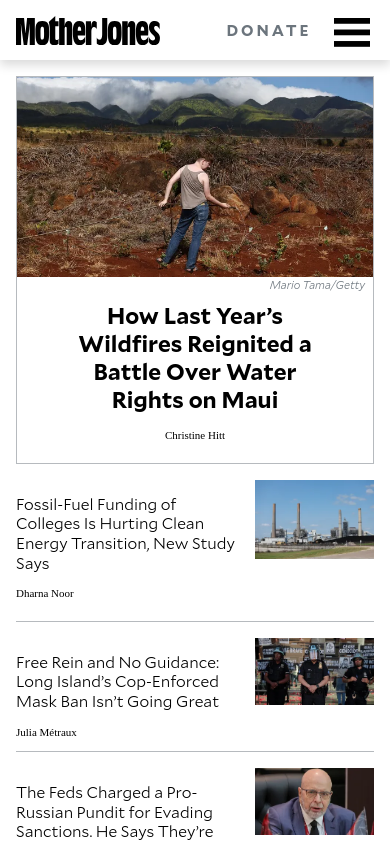 Mother Jones
DONATE
Mario Tama/Getty
How Last Year’s
Wildfires Reignited a
Battle Over Water
Rights on Maui
Christine Hitt
Fossil-Fuel Funding of
Colleges Is Hurting Clean
Energy Transition, New Study
Says
Dharna Noor
Free Rein and No Guidance:
Long Island’s Cop-Enforced
Mask Ban Isn’t Going Great
Julia Métraux
The Feds Charged a Pro-
Russian Pundit for Evading
Sanctions. He Says They’re